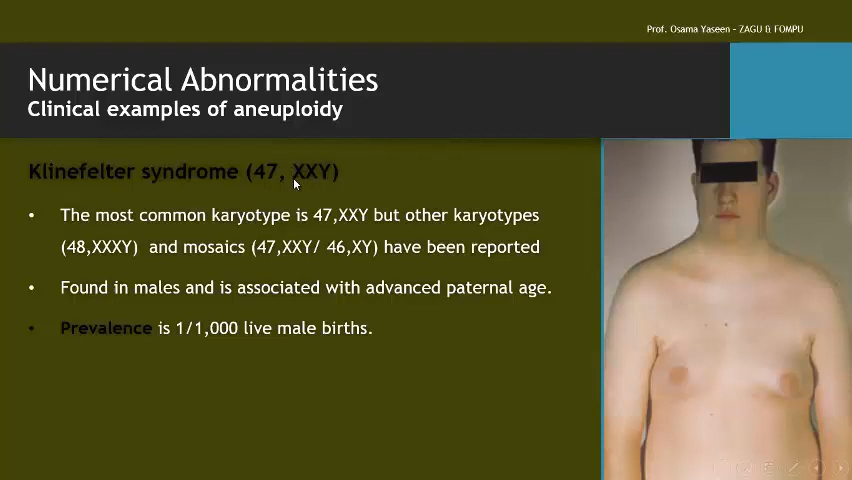 Prof. Osama Yaseen – ZAGU & FOMPU
Numerical Abnormalities
Clinical examples of aneuploidy
Klinefelter syndrome (47, XXY)
• The most common karyotype is 47,XXY but other karyotypes
(48,XXXY) and mosaics (47,XXY/ 46,XY) have been reported
• Found in males and is associated with advanced paternal age.
• Prevalence is 1/1,000 live male births.